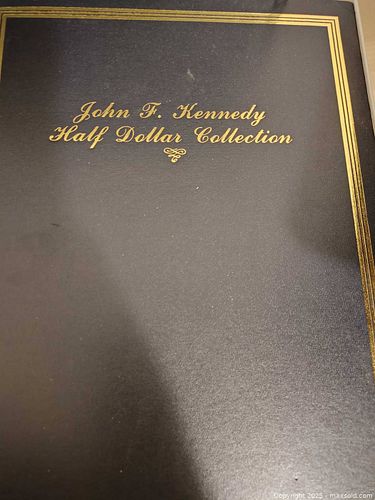 John F. Kennedy
Half Dollar Collection
Copyright 2025 - maxsold.com